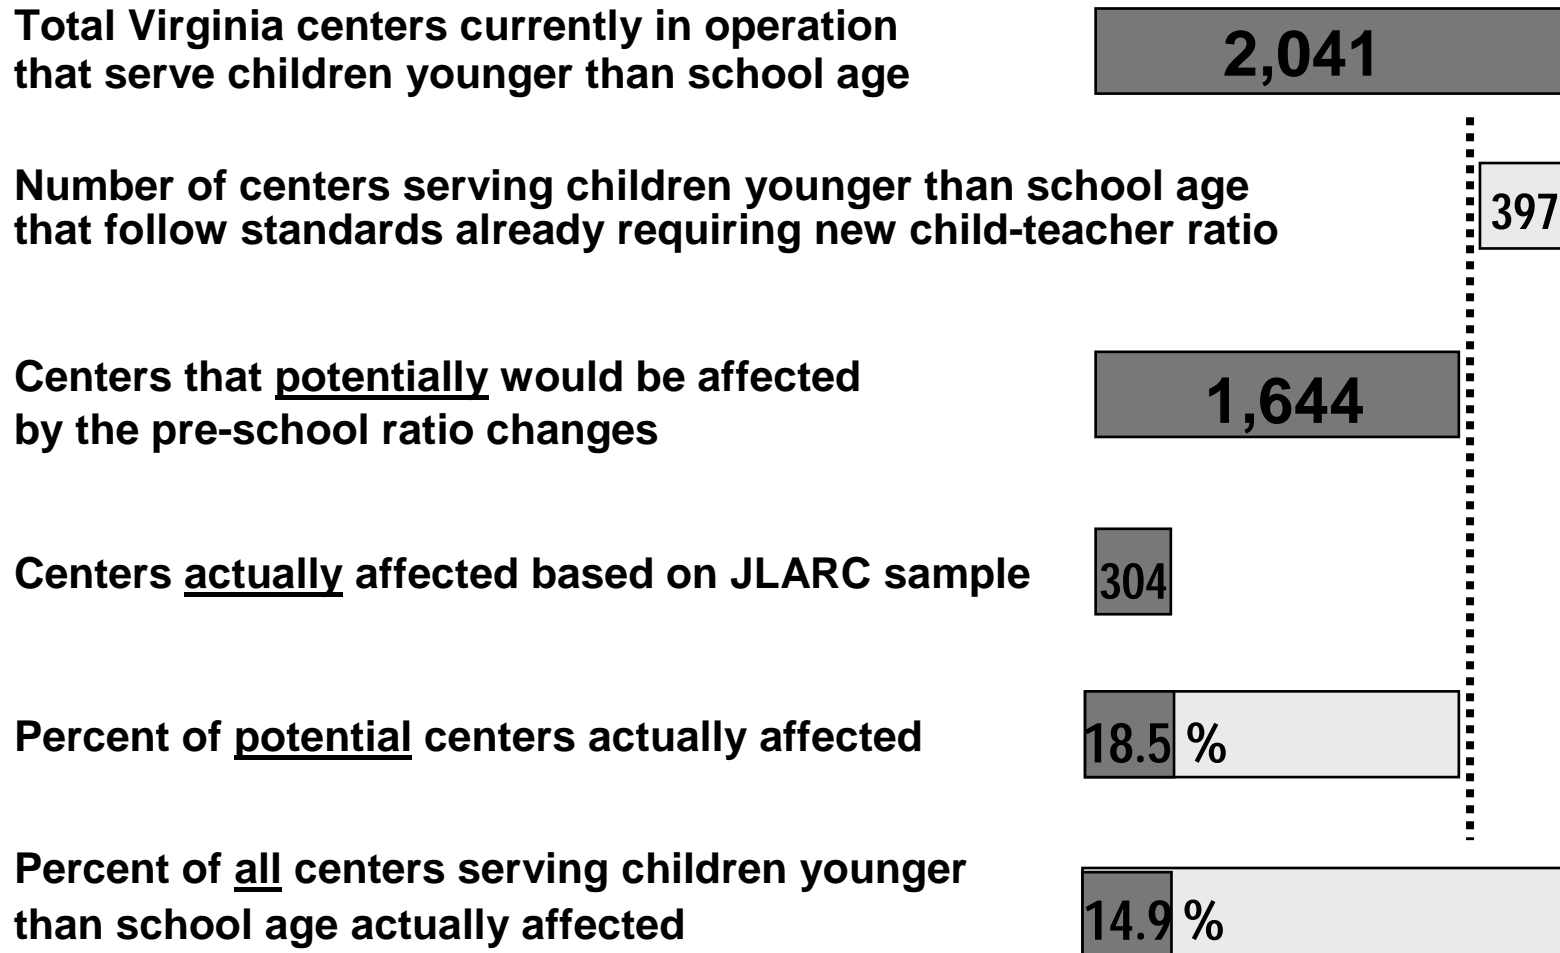 Total Virginia centers currently in operation
that serve children younger than school age
2,041
Number of centers serving children younger than school age
that follow standards already requiring new child-teacher ratio
397
Centers that potentially would be affected
by the pre-school ratio changes
1,644
Centers actually affected based on JLARC sample
304
Percent of potential centers actually affected
18.5 %
Percent of all centers serving children younger
than school age actually affected
14.9 %